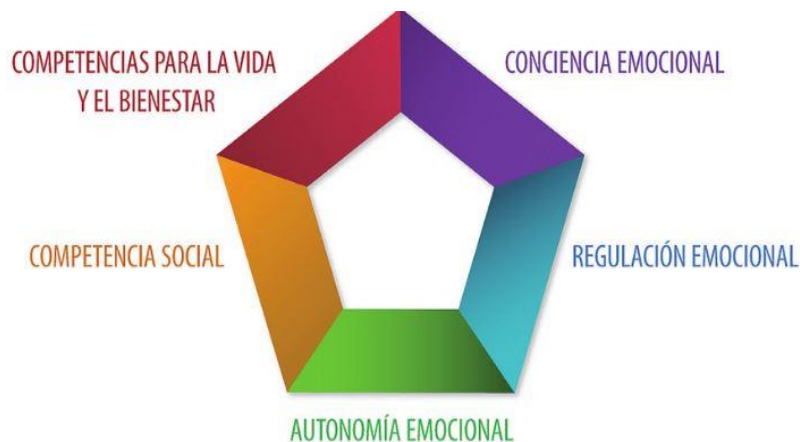 COMPETENCIAS PARA LA VIDA
Y EL BIENESTAR
CONCIENCIA EMOCIONAL
COMPETENCIA SOCIAL
REGULACIÓN EMOCIONAL
AUTONOMÍA EMOCIONAL